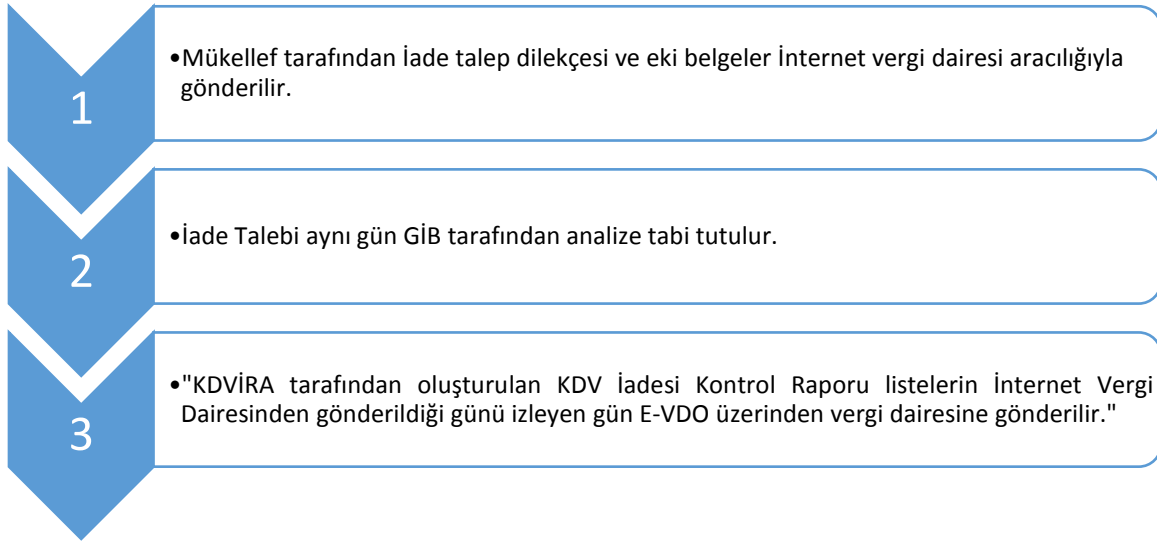 1
•Mükellef tarafından İade talep dilekçesi ve eki belgeler İnternet vergi dairesi aracılığıyla
gönderilir.
2
•İade Talebi aynı gün GİB tarafından analize tabi tutulur.
3
•"KDVİRA tarafından oluşturulan KDV İadesi Kontrol Raporu listelerin İnternet Vergi
Dairesinden gönderildiği günü izleyen gün E-VDO üzerinden vergi dairesine gönderilir."